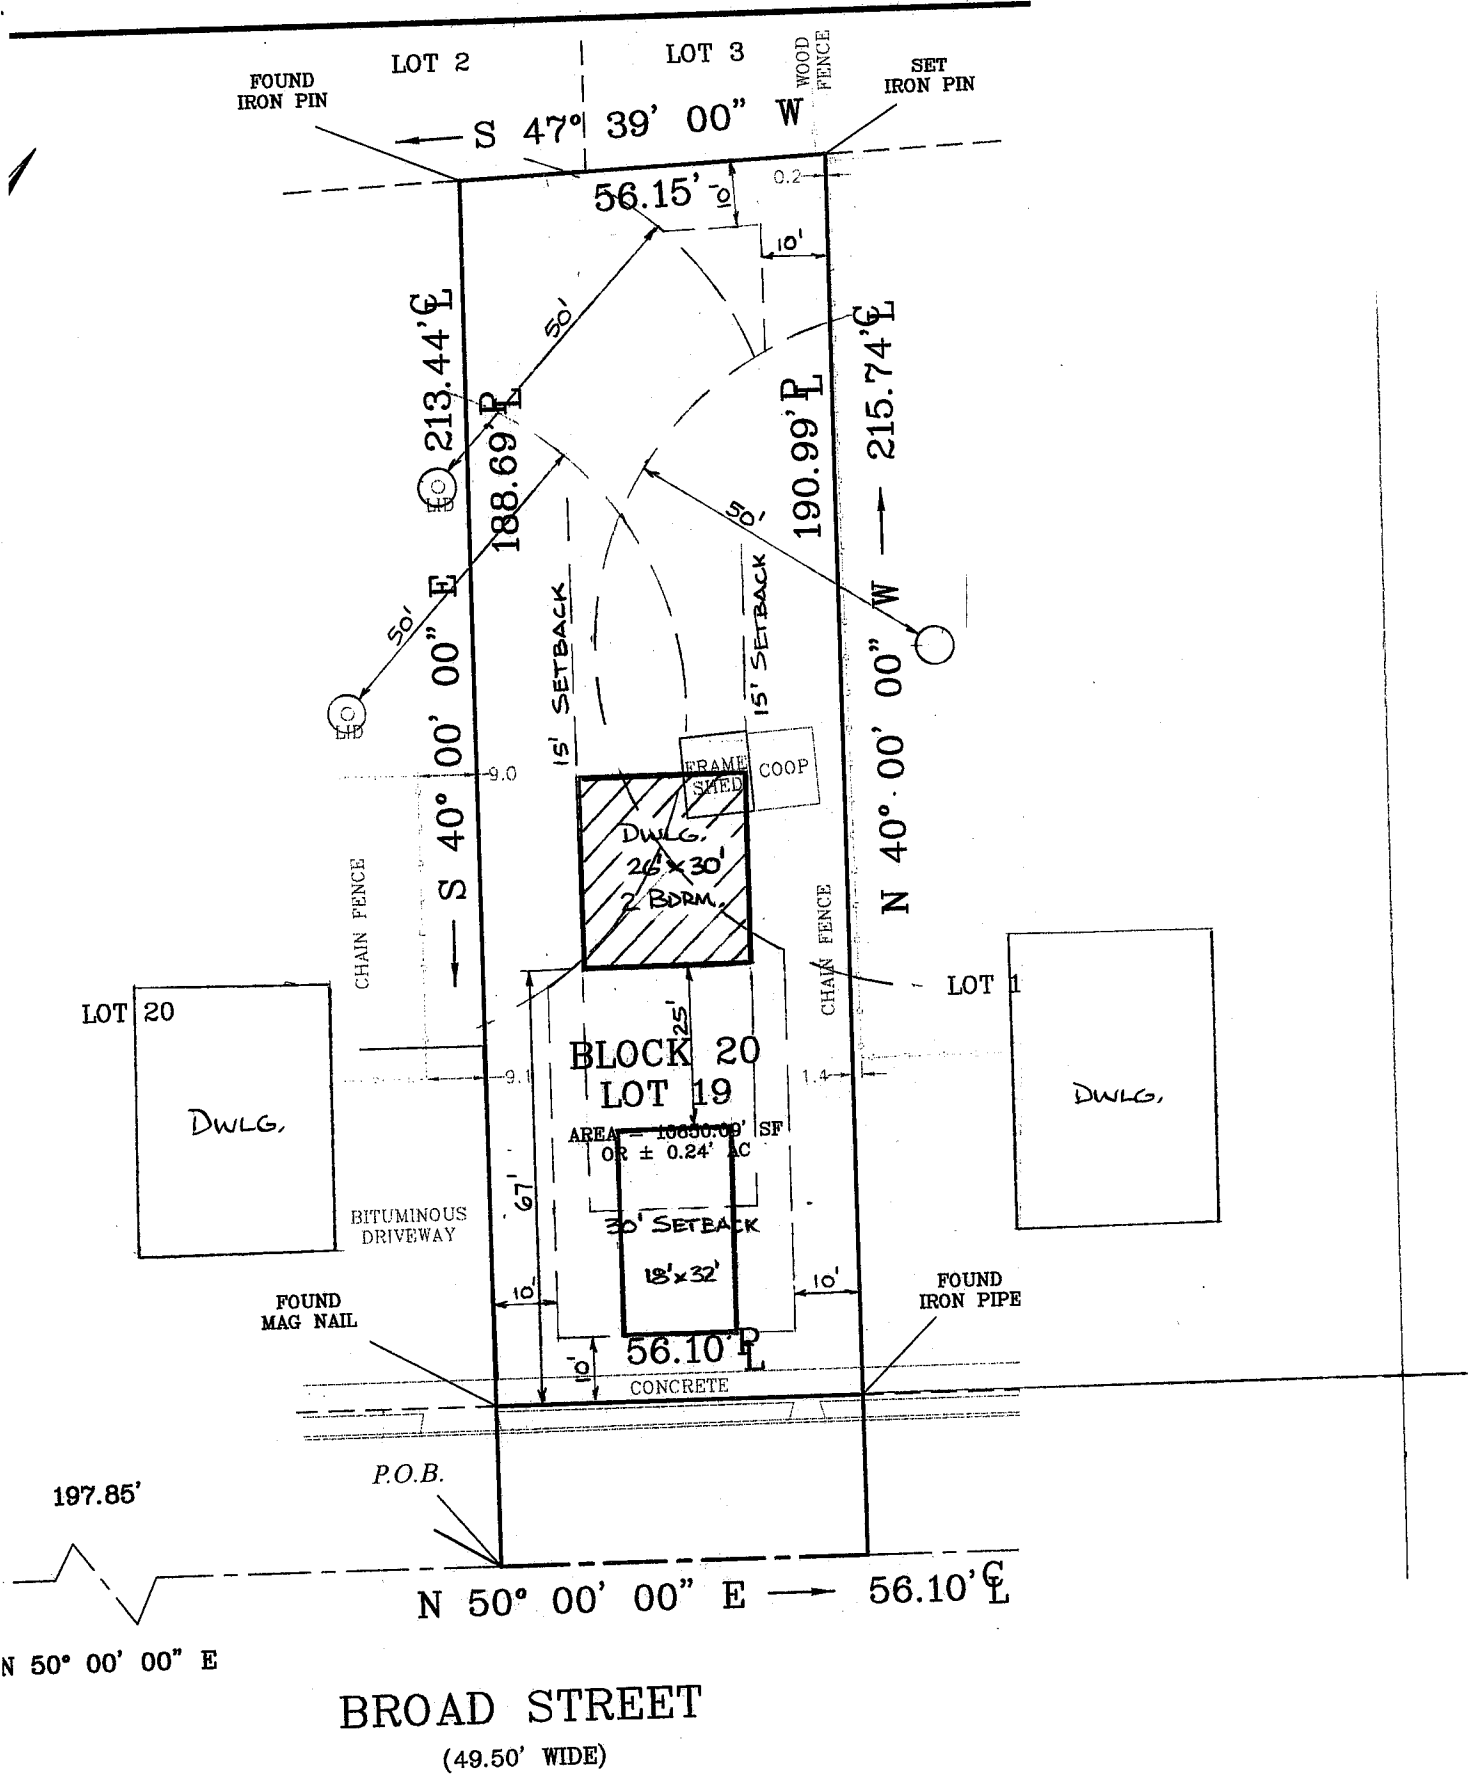 LOT 2
LOT 3
WOOD
FENCE
FOUND
IRON PIN
SET
IRON PIN
S 47° 39' 00" W
56.15'
0.2
10'
50'
213.44' CL
188.69' PL
190.99' PL
215.74' CL
LID
50'
50'
LID
15' SETBACK
15' SETBACK
S 40° 00' 00" E
N 40° 00' 00" W
9.0
FRAME
SHED
COOP
DWLG.
26' x 30'
2 BDRM.
CHAIN FENCE
CHAIN FENCE
LOT 20
LOT 1
25'
BLOCK 20
LOT 19
9.1
1.4
AREA = 10650.09' SF
OR ± 0.24' AC
DWLG.
DWLG.
67'
30' SETBACK
18' x 32'
BITUMINOUS
DRIVEWAY
10'
10'
FOUND
MAG NAIL
FOUND
IRON PIPE
56.10' PL
10'
CONCRETE
P.O.B.
197.85'
N 50° 00' 00" E
56.10' CL
N 50° 00' 00" E
BROAD STREET
(49.50' WIDE)